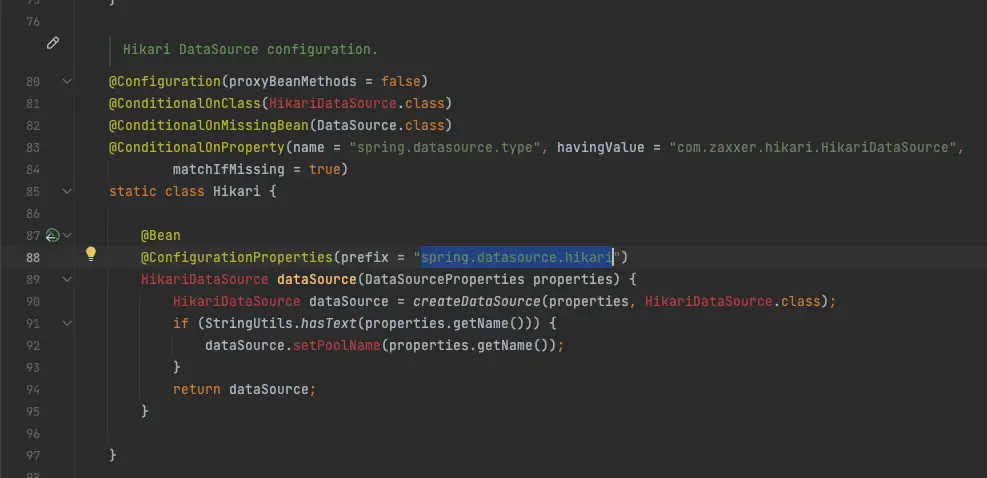 76
Hikari DataSource configuration.
80 @Configuration(proxyBeanMethods = false)
81 @ConditionalOnClass(HikariDataSource.class)
82 @ConditionalOnMissingBean(DataSource.class)
83 @ConditionalOnProperty(name = "spring.datasource.type", havingValue = "com.zaxxer.hikari.HikariDataSource",
84 matchIfMissing = true)
85 static class Hikari {
86
87 @Bean
88 @ConfigurationProperties(prefix = "spring.datasource.hikari")
89 HikariDataSource dataSource(DataSourceProperties properties) {
90 HikariDataSource dataSource = createDataSource(properties, HikariDataSource.class);
91 if (StringUtils.hasText(properties.getName())) {
92 dataSource.setPoolName(properties.getName());
93 }
94 return dataSource;
95 }
96
97 }